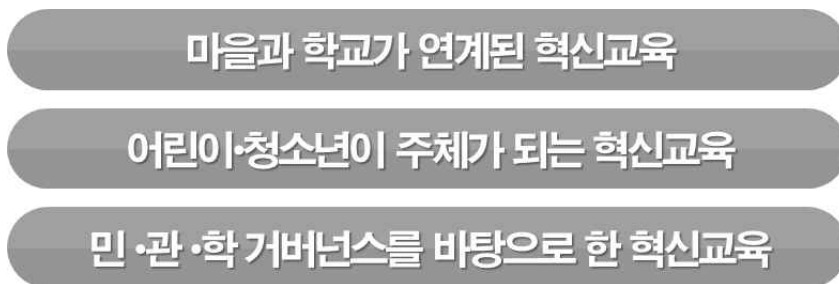 마을과 학교가 연계된 혁신교육
어린이•청소년이 주체가 되는 혁신교육
민 •관 •학 거버넌스를 바탕으로 한 혁신교육